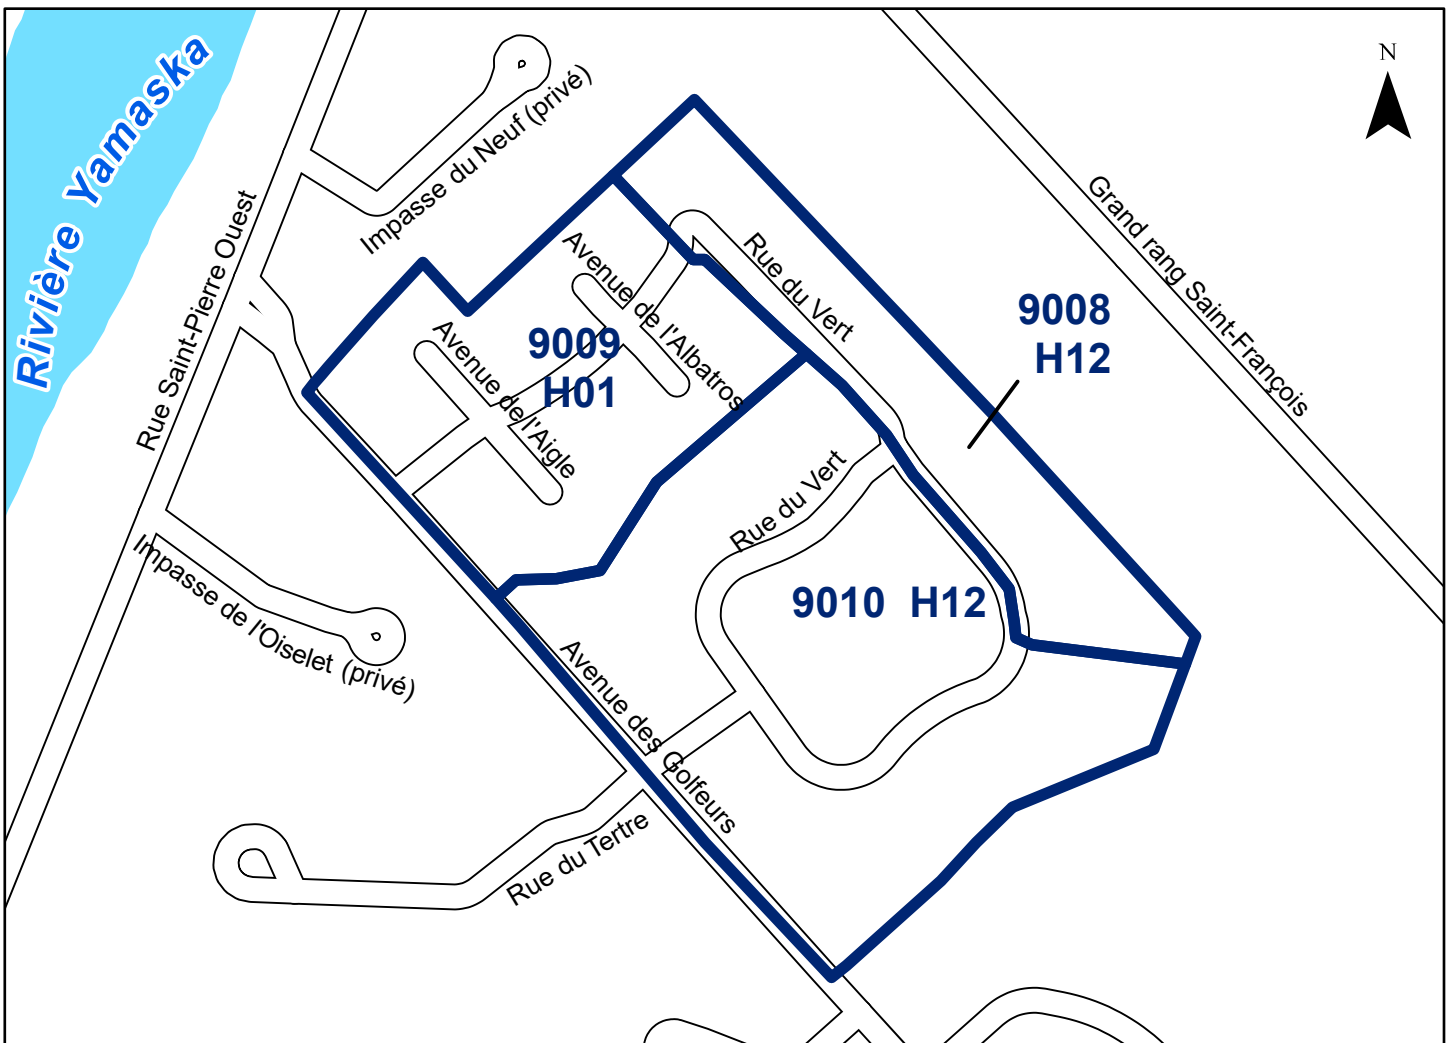 N
Rivière Yamaska
Impasse du Neuf (privé)
Grand rang Saint-François
Rue Saint-Pierre Ouest
Avenue de l'Albatros
Rue du Vert
9008
H12
9009
H01
Avenue de l'Aigle
Rue du Vert
Impasse de l'Oiselet (privé)
9010 H12
Avenue des Golfeurs
Rue du Tertre